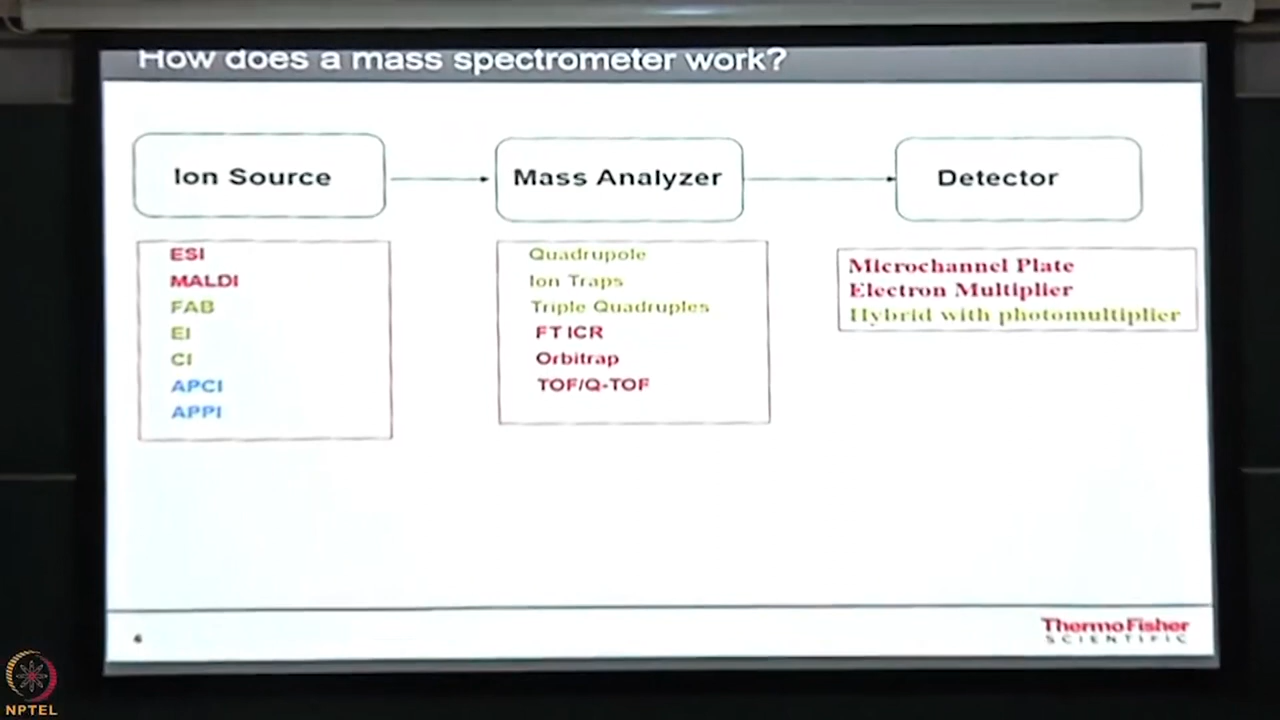 How does a mass spectrometer work?
Ion Source
Mass Analyzer
Detector
ESI
MALDI
FAB
EI
CI
APCI
APPI
Quadrupole
Ion Traps
Triple Quadruples
FT ICR
Orbitrap
TOF/Q-TOF
Microchannel Plate
Electron Multiplier
Hybrid with photomultiplier
6
ThermoFisher
SCIENTIFIC
NPTEL